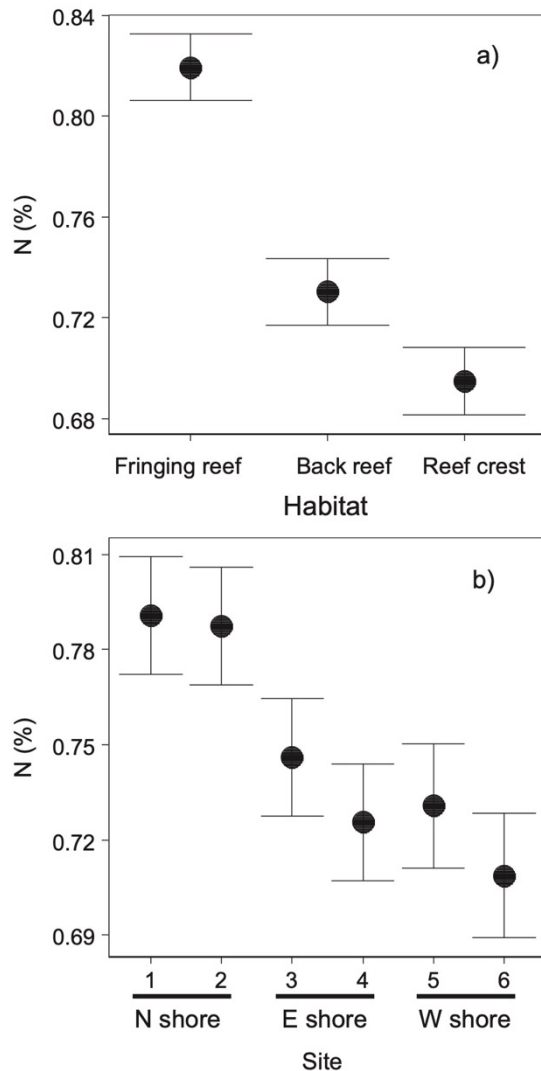 0.84
a)
0.80
N (%)
0.76
0.72
0.68
Fringing reef Back reef Reef crest
Habitat
0.81
b)
0.78
N (%)
0.75
0.72
0.69
1 2 3 4 5 6
N shore E shore W shore
Site